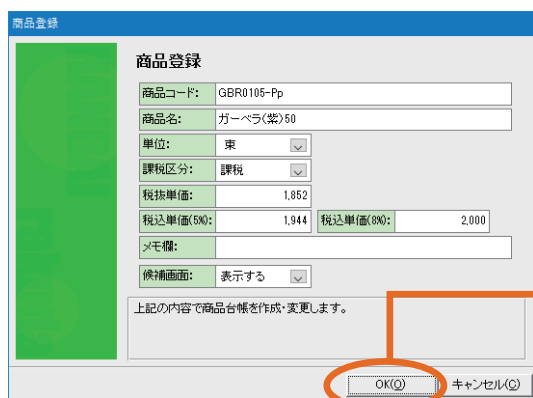 商品登録
商品登録
商品コード: GBR0105-Pp
商品名: ガーベラ(紫)50
単位: 束
課税区分: 課税
税抜単価: 1,852
税込単価(5%): 1,944 税込単価(8%): 2,000
メモ欄:
候補画面: 表示する
上記の内容で商品台帳を作成・変更します。
OK(O) キャンセル(C)